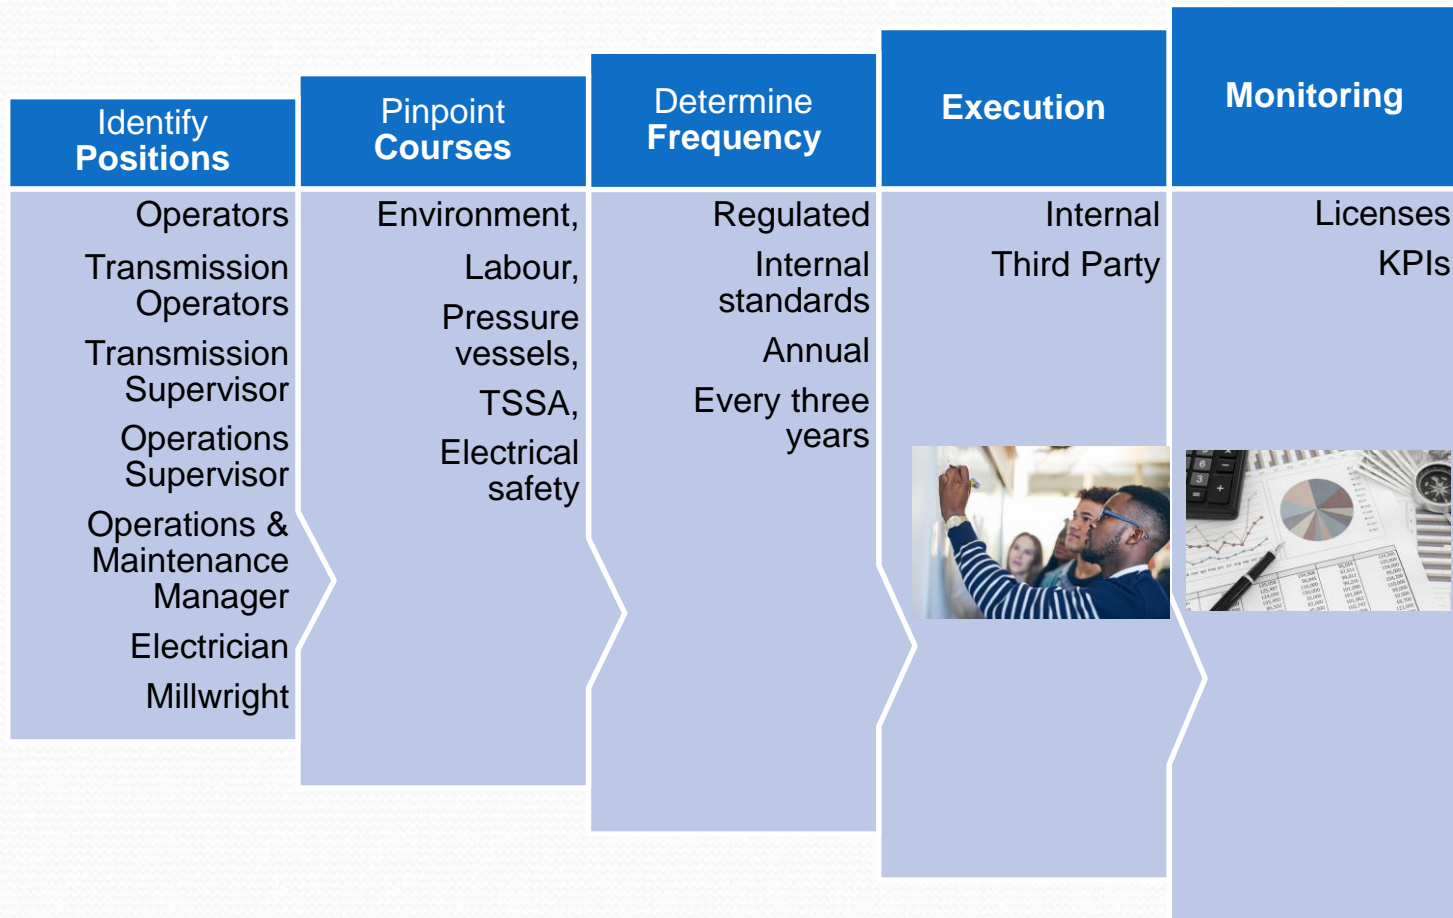 Identify
Positions
Operators
Transmission
Operators
Transmission
Supervisor
Operations
Supervisor
Operations &
Maintenance
Manager
Electrician
Millwright
Pinpoint
Courses
Environment,
Labour,
Pressure
vessels,
TSSA,
Electrical
safety
Determine
Frequency
Regulated
Internal
standards
Annual
Every three
years
Execution
Internal
Third Party
Monitoring
Licenses
KPIs